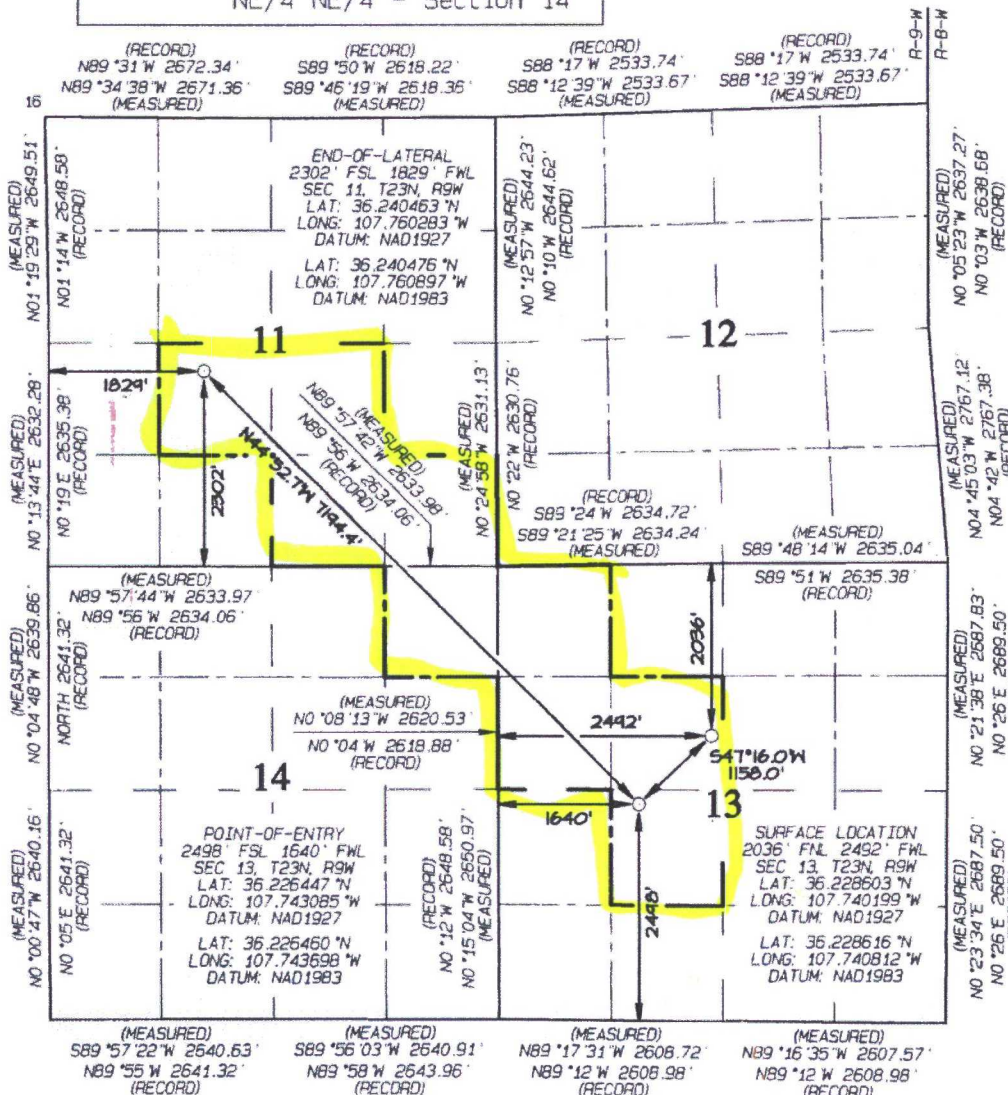 NE/4 NE/4 - Section 14
R-9-W
R-8-W
(RECORD)
N89°31'W 2672.34'
N89°34'38"W 2671.36'
(MEASURED)
(RECORD)
S89°50'W 2618.22'
S89°46'19"W 2618.36'
(MEASURED)
(RECORD)
S88°17'W 2533.74'
S88°12'39"W 2533.67'
(MEASURED)
(RECORD)
S88°17'W 2533.74'
S88°12'39"W 2533.67'
(MEASURED)
16
(MEASURED)
N01°19'29"W 2649.51'
N01°14'W 2648.58'
(RECORD)
END-OF-LATERAL
2302' FSL 1829' FWL
SEC 11, T23N, R9W
LAT: 36.240463°N
LONG: 107.760283°W
DATUM: NAD1927
LAT: 36.240476°N
LONG: 107.760897°W
DATUM: NAD1983
(MEASURED)
N0°12'57"W 2644.23'
N0°10'W 2644.62'
(RECORD)
(MEASURED)
N0°05'23"W 2637.27'
N0°03'W 2638.68'
(RECORD)
11
12
1829'
2302'
(MEASURED)
N0°13'44"E 2632.28'
N0°19'E 2635.38'
(RECORD)
N44°52.7'W 7194.4'
(MEASURED)
N89°57'42"W 2633.98'
N89°56'W 2634.06'
(RECORD)
(MEASURED)
N0°24'58"W 2631.13'
N0°22'W 2630.76'
(RECORD)
(MEASURED)
N04°45'03"W 2767.12'
N04°42'W 2767.38'
(RECORD)
(RECORD)
S89°24'W 2634.72'
S89°21'25"W 2634.24'
(MEASURED)
(MEASURED)
S89°48'14"W 2635.04'
S89°51'W 2635.38'
(RECORD)
(MEASURED)
N89°57'44"W 2633.97'
N89°56'W 2634.06'
(RECORD)
(MEASURED)
N0°04'48"W 2639.86'
NORTH 2641.32'
(RECORD)
2036'
(MEASURED)
N0°21'38"E 2687.83'
N0°26'E 2689.50'
(MEASURED)
N0°08'13"W 2620.53'
N0°04'W 2618.88'
(RECORD)
2492'
S47°16.0'W
1158.0'
14
13
1640'
2498'
POINT-OF-ENTRY
2498' FSL 1640' FWL
SEC 13, T23N, R9W
LAT: 36.226447°N
LONG: 107.743085°W
DATUM: NAD1927
LAT: 36.226460°N
LONG: 107.743698°W
DATUM: NAD1983
SURFACE LOCATION
2036' FNL 2492' FWL
SEC 13, T23N, R9W
LAT: 36.228603°N
LONG: 107.740199°W
DATUM: NAD1927
LAT: 36.228616°N
LONG: 107.740812°W
DATUM: NAD1983
(MEASURED)
N0°00'47"W 2640.16'
N0°05'E 2641.32'
(RECORD)
(RECORD)
N0°12'W 2648.58'
N0°15'04"W 2650.97'
(MEASURED)
(MEASURED)
N0°23'34"E 2687.50'
N0°26'E 2689.50'
(MEASURED)
S89°57'22"W 2640.63'
N89°55'W 2641.32'
(RECORD)
(MEASURED)
S89°56'03"W 2640.91'
N89°58'W 2643.96'
(RECORD)
(MEASURED)
N89°17'31"W 2608.72'
N89°12'W 2608.98'
(RECORD)
(MEASURED)
N89°16'35"W 2607.57'
N89°12'W 2608.98'
(RECORD)